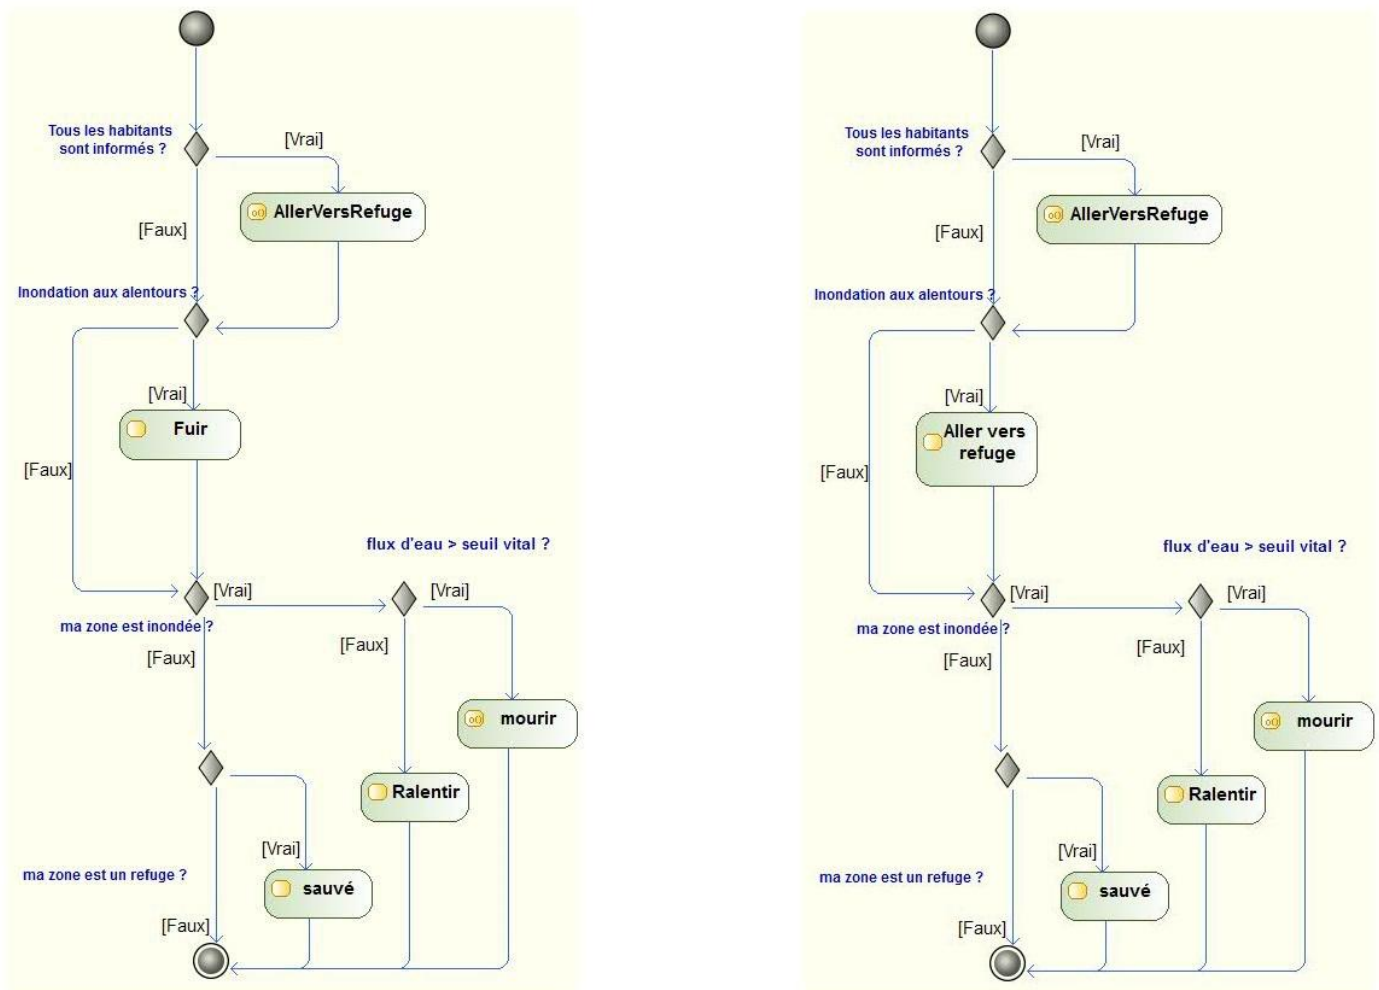 Tous les habitants
sont informés ?
[Vrai]
AllerVersRefuge
[Faux]
Inondation aux alentours ?
[Vrai]
Fuir
[Faux]
flux d'eau > seuil vital ?
[Vrai]
[Vrai]
ma zone est inondée ?
[Faux]
[Faux]
mourir
Ralentir
[Vrai]
ma zone est un refuge ?
sauvé
[Faux]
Tous les habitants
sont informés ?
[Vrai]
AllerVersRefuge
[Faux]
Inondation aux alentours ?
[Vrai]
Aller vers
refuge
[Faux]
flux d'eau > seuil vital ?
[Vrai]
[Vrai]
ma zone est inondée ?
[Faux]
[Faux]
mourir
Ralentir
[Vrai]
ma zone est un refuge ?
sauvé
[Faux]